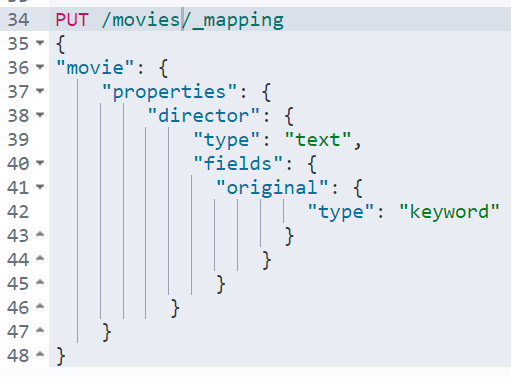 34 PUT /movies/_mapping
35 {
36 "movie": {
37 "properties": {
38 "director": {
39 "type": "text",
40 "fields": {
41 "original": {
42 "type": "keyword"
43 }
44 }
45 }
46 }
47 }
48 }